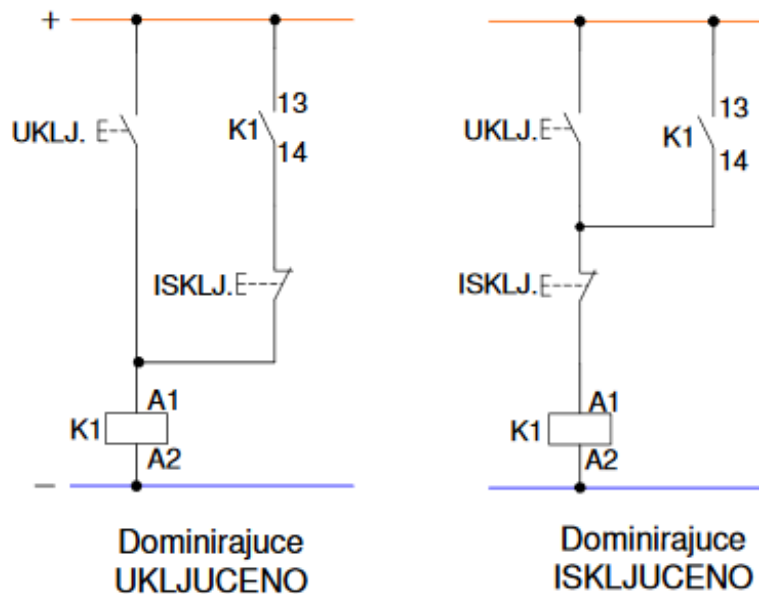 +
UKLJ.
K1
13
14
ISKLJ.
K1
A1
A2
—
Dominirajuce
UKLJUCENO
UKLJ.
K1
13
14
ISKLJ.
K1
A1
A2
Dominirajuce
ISKLJUCENO